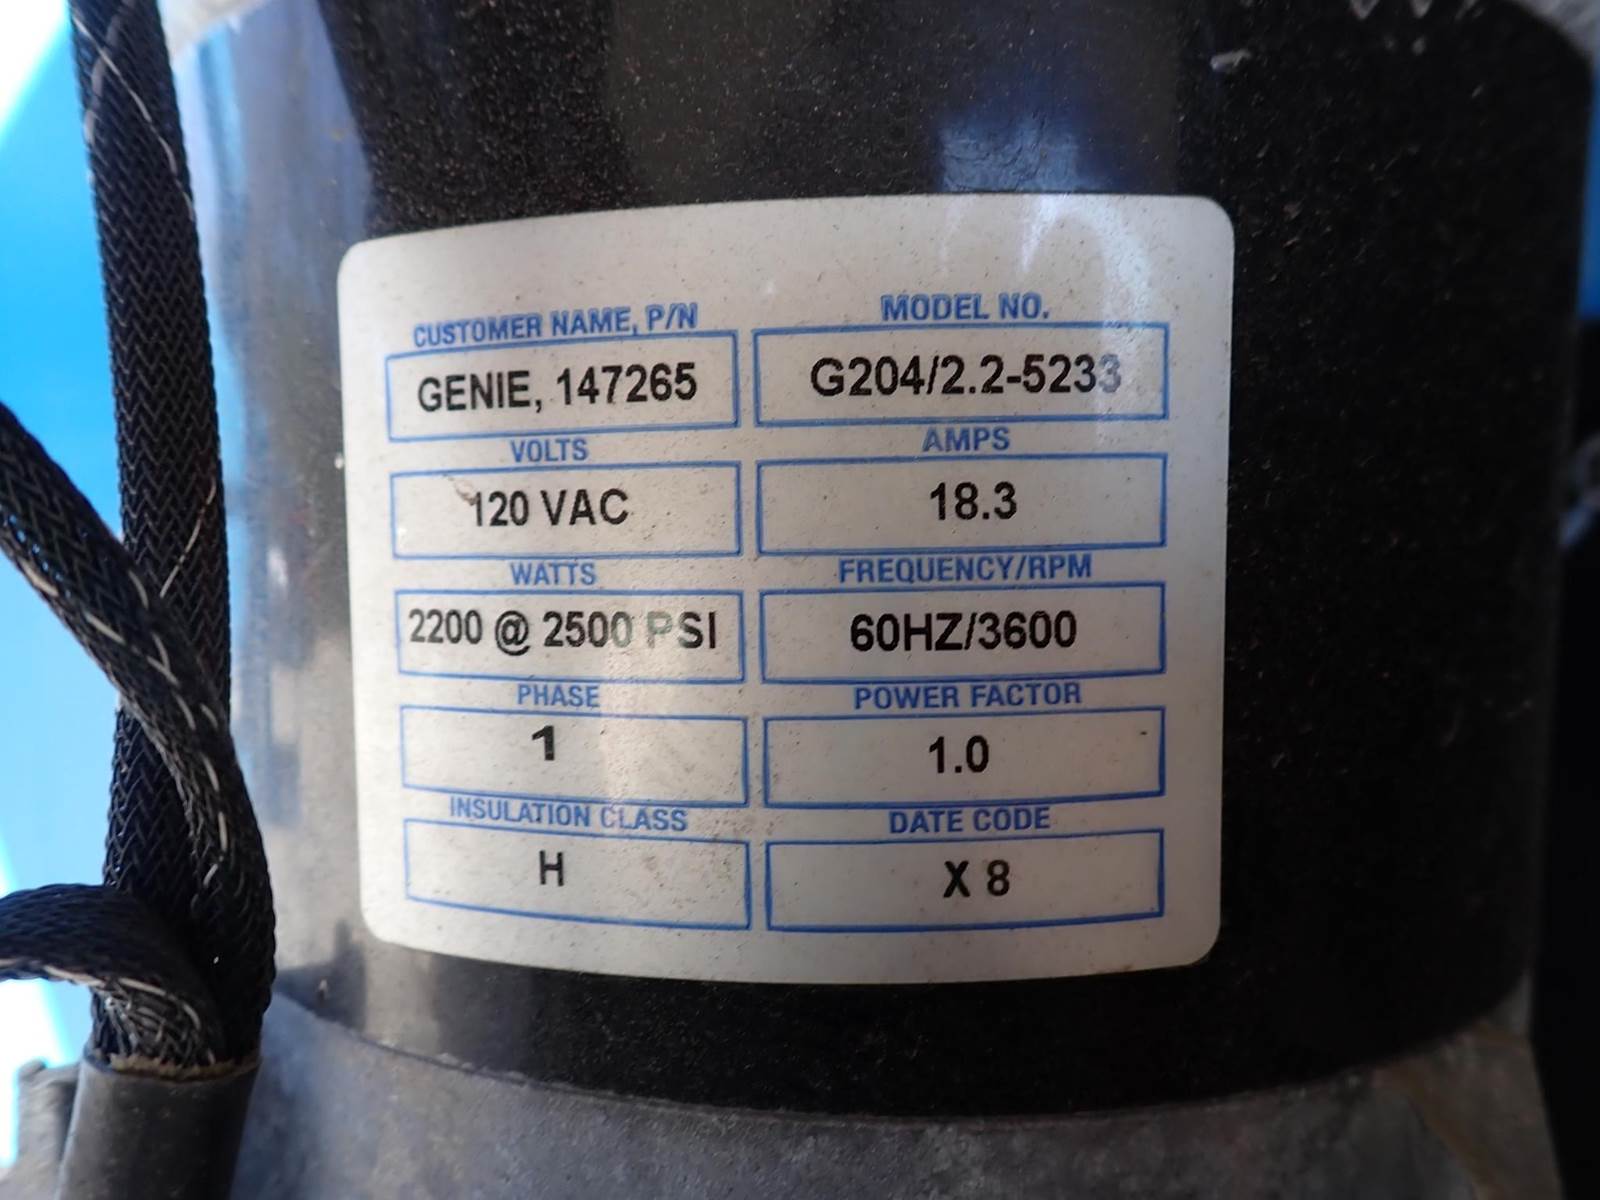 CUSTOMER NAME, P/N
GENIE, 147265
MODEL NO.
G204/2.2-5233
VOLTS
120 VAC
AMPS
18.3
WATTS
2200 @ 2500 PSI
FREQUENCY/RPM
60HZ/3600
PHASE
1
POWER FACTOR
1.0
INSULATION CLASS
H
DATE CODE
X 8